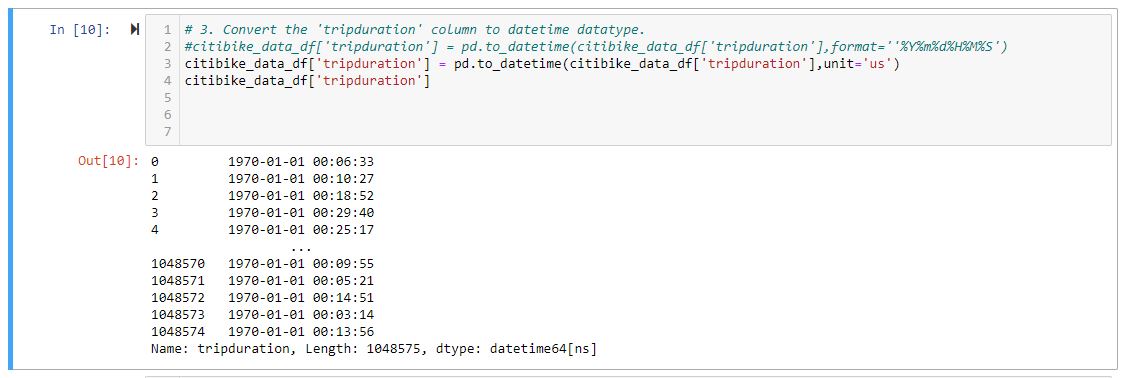 In [10]:
1 # 3. Convert the 'tripduration' column to datetime datatype.
2 #citibike_data_df['tripduration'] = pd.to_datetime(citibike_data_df['tripduration'],format=''%Y%m%d%H%M%S')
3 citibike_data_df['tripduration'] = pd.to_datetime(citibike_data_df['tripduration'],unit='us')
4 citibike_data_df['tripduration']
5
6
7
Out[10]: 0 1970-01-01 00:06:33
1 1970-01-01 00:10:27
2 1970-01-01 00:18:52
3 1970-01-01 00:29:40
4 1970-01-01 00:25:17
...
1048570 1970-01-01 00:09:55
1048571 1970-01-01 00:05:21
1048572 1970-01-01 00:14:51
1048573 1970-01-01 00:03:14
1048574 1970-01-01 00:13:56
Name: tripduration, Length: 1048575, dtype: datetime64[ns]